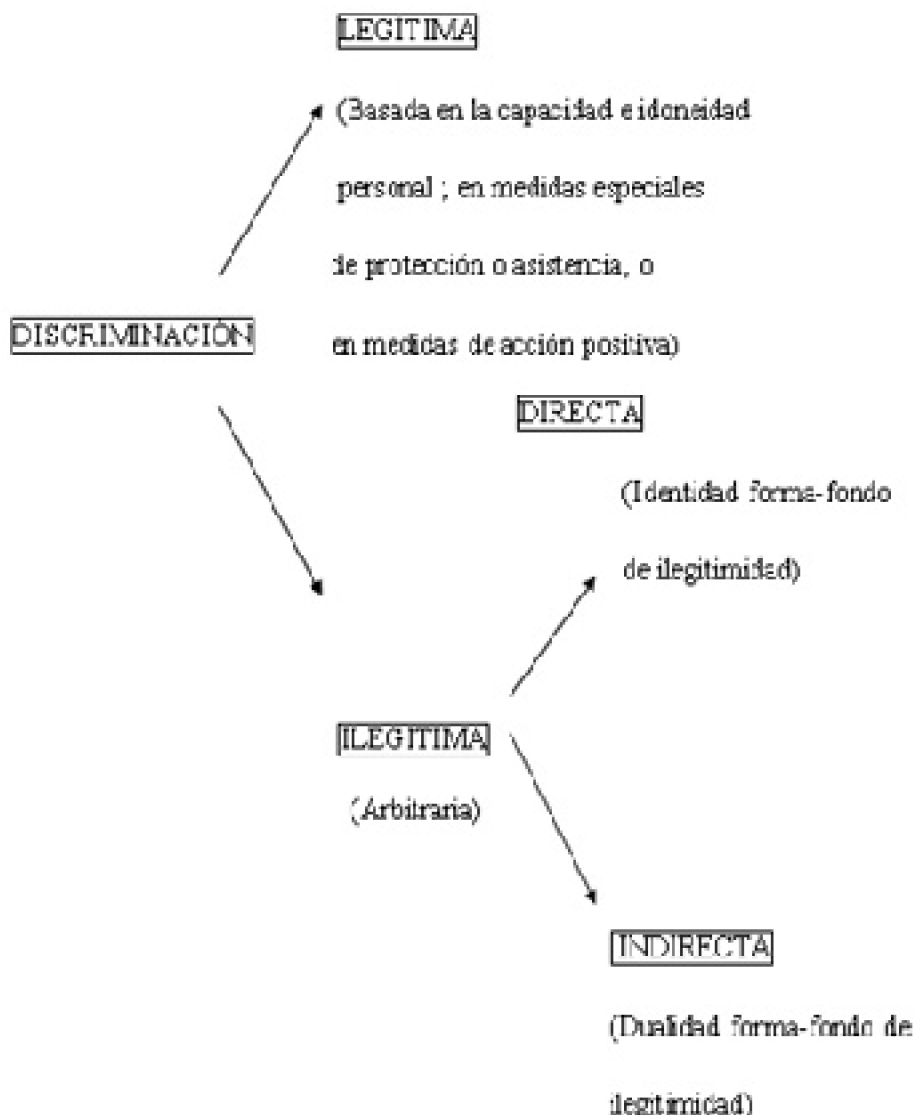 LEGITIMA
(Basada en la capacidad e idoneidad
personal ; en medidas especiales
de protección o asistencia, o
DISCRIMINACIÓN
en medidas de acción positiva)
DIRECTA
(Identidad forma-fondo
de ilegitimidad)
ILEGITIMA
(Arbitraria)
INDIRECTA
(Dualidad forma-fondo de
ilegitimidad)